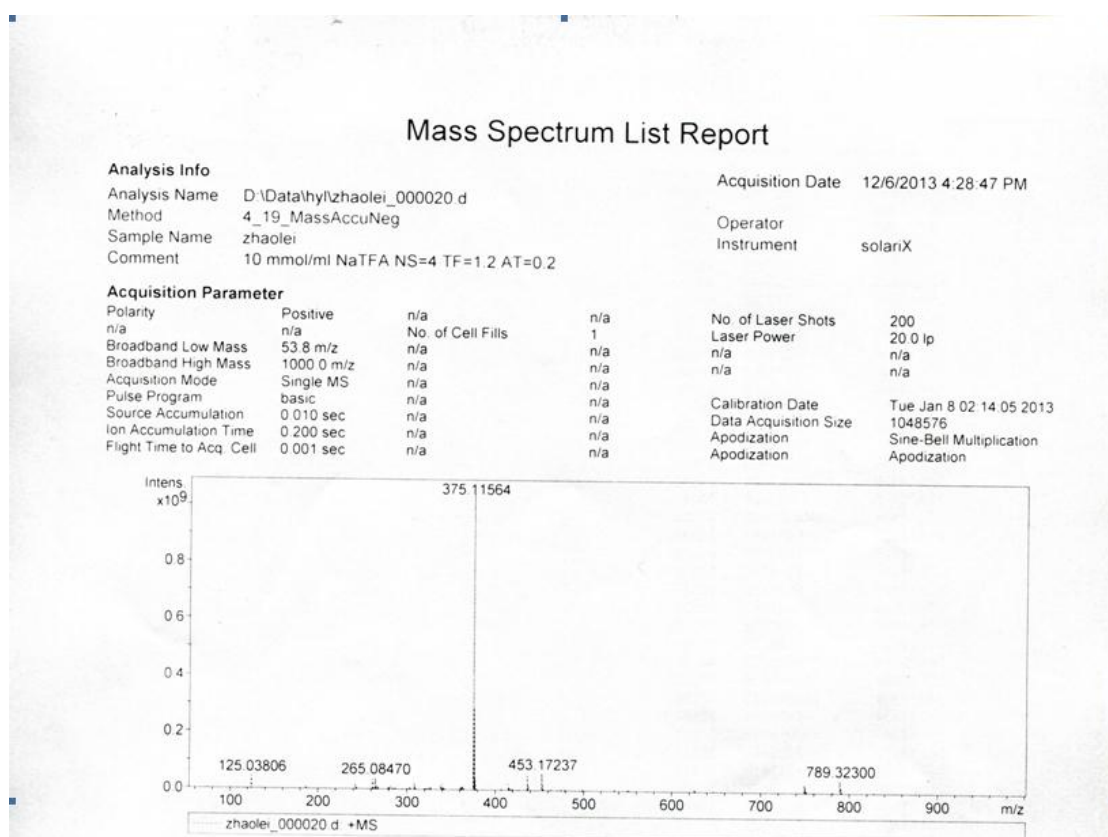 Mass Spectrum List Report
Analysis Info
Acquisition Date 12/6/2013 4:28:47 PM
Analysis Name D:\Data\hyl\zhaolei_000020.d
Method 4_19_MassAccuNeg
Operator
Sample Name zhaolei
Instrument solariX
Comment 10 mmol/ml NaTFA NS=4 TF=1.2 AT=0.2
Acquisition Parameter
Polarity Positive n/a n/a No. of Laser Shots 200
n/a n/a No. of Cell Fills 1 Laser Power 20.0 lp
Broadband Low Mass 53.8 m/z n/a n/a n/a n/a
Broadband High Mass 1000.0 m/z n/a n/a n/a n/a
Acquisition Mode Single MS n/a n/a
Pulse Program basic n/a n/a Calibration Date Tue Jan 8 02:14:05 2013
Source Accumulation 0.010 sec n/a n/a Data Acquisition Size 1048576
Ion Accumulation Time 0.200 sec n/a n/a Apodization Sine-Bell Multiplication
Flight Time to Acq. Cell 0.001 sec n/a n/a Apodization Apodization
Intens.
x10^9
375.11564
0.8
0.6
0.4
0.2
125.03806 265.08470 453.17237 789.32300
0.0
100 200 300 400 500 600 700 800 900 m/z
zhaolei_000020.d: +MS